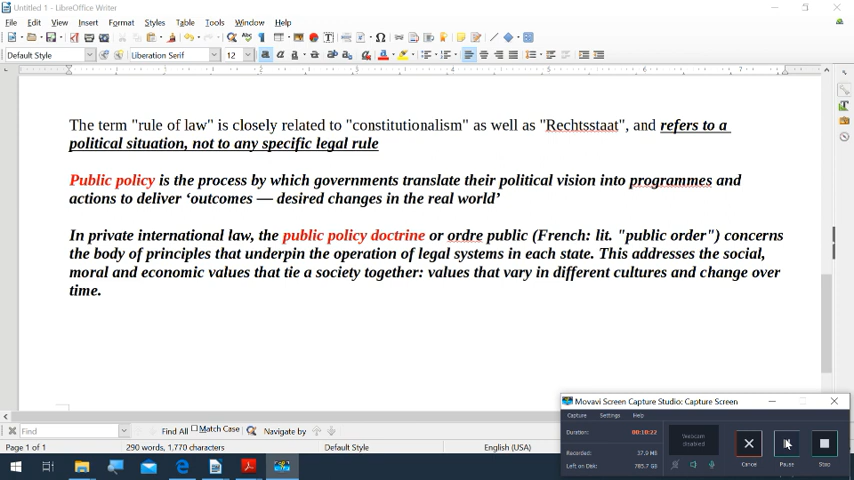 Untitled 1 - LibreOffice Writer
File Edit View Insert Format Styles Table Tools Window Help
Default Style Liberation Serif 12
The term "rule of law" is closely related to "constitutionalism" as well as "Rechtsstaat", and refers to a
political situation, not to any specific legal rule
Public policy is the process by which governments translate their political vision into programmes and
actions to deliver ‘outcomes — desired changes in the real world’
In private international law, the public policy doctrine or ordre public (French: lit. "public order") concerns
the body of principles that underpin the operation of legal systems in each state. This addresses the social,
moral and economic values that tie a society together: values that vary in different cultures and change over
time.
Movavi Screen Capture Studio: Capture Screen
Capture Settings Help
Duration: 00:10:22
Webcam
disabled
Recorded: 37.9 MB
Left on Disk: 785.7 GB
Cancel Pause Stop
Find Find All Match Case Navigate by
Page 1 of 1 290 words, 1,770 characters Default Style English (USA)